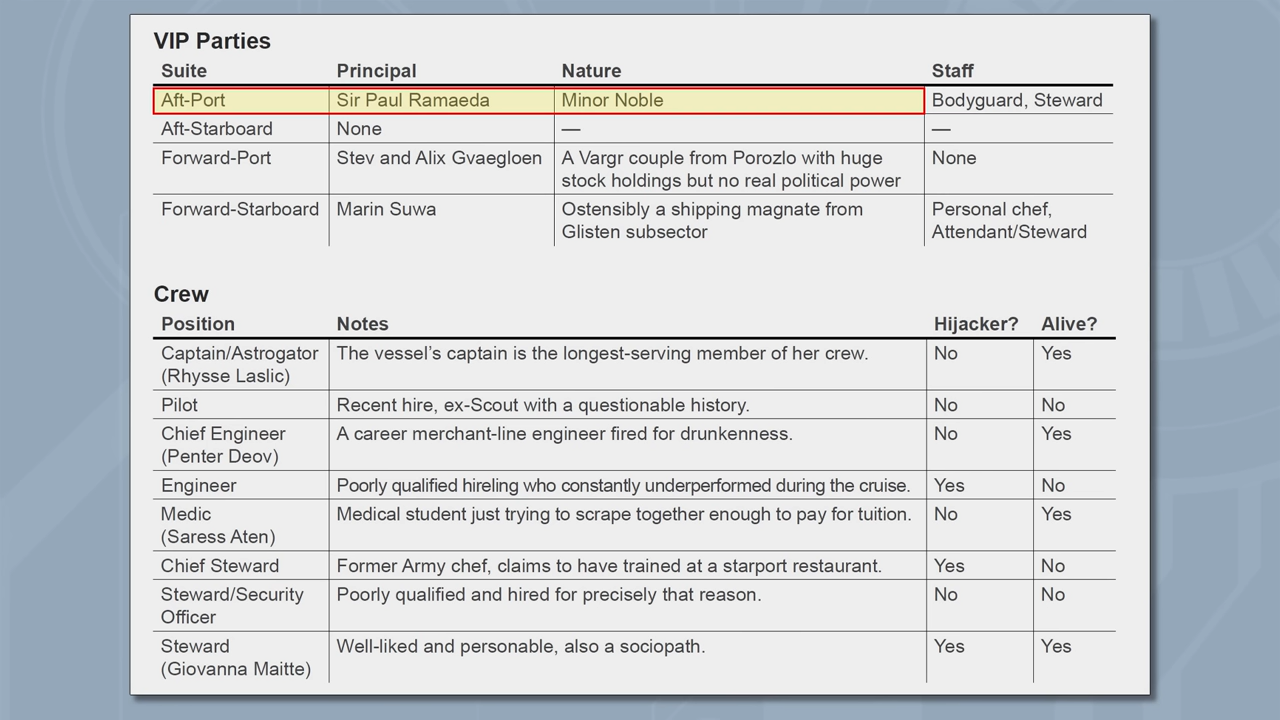 VIP Parties
Suite Principal Nature Staff
Aft-Port Sir Paul Ramaeda Minor Noble Bodyguard, Steward
Aft-Starboard None — —
Forward-Port Stev and Alix Gvaegloen A Vargr couple from Porozlo with huge None
stock holdings but no real political power
Forward-Starboard Marin Suwa Ostensibly a shipping magnate from Personal chef,
Glisten subsector Attendant/Steward
Crew
Position Notes Hijacker? Alive?
Captain/Astrogator The vessel’s captain is the longest-serving member of her crew. No Yes
(Rhysse Laslic)
Pilot Recent hire, ex-Scout with a questionable history. No No
Chief Engineer A career merchant-line engineer fired for drunkenness. No Yes
(Penter Deov)
Engineer Poorly qualified hireling who constantly underperformed during the cruise. Yes No
Medic Medical student just trying to scrape together enough to pay for tuition. No Yes
(Saress Aten)
Chief Steward Former Army chef, claims to have trained at a starport restaurant. Yes No
Steward/Security Poorly qualified and hired for precisely that reason. No No
Officer
Steward Well-liked and personable, also a sociopath. Yes Yes
(Giovanna Maitte)